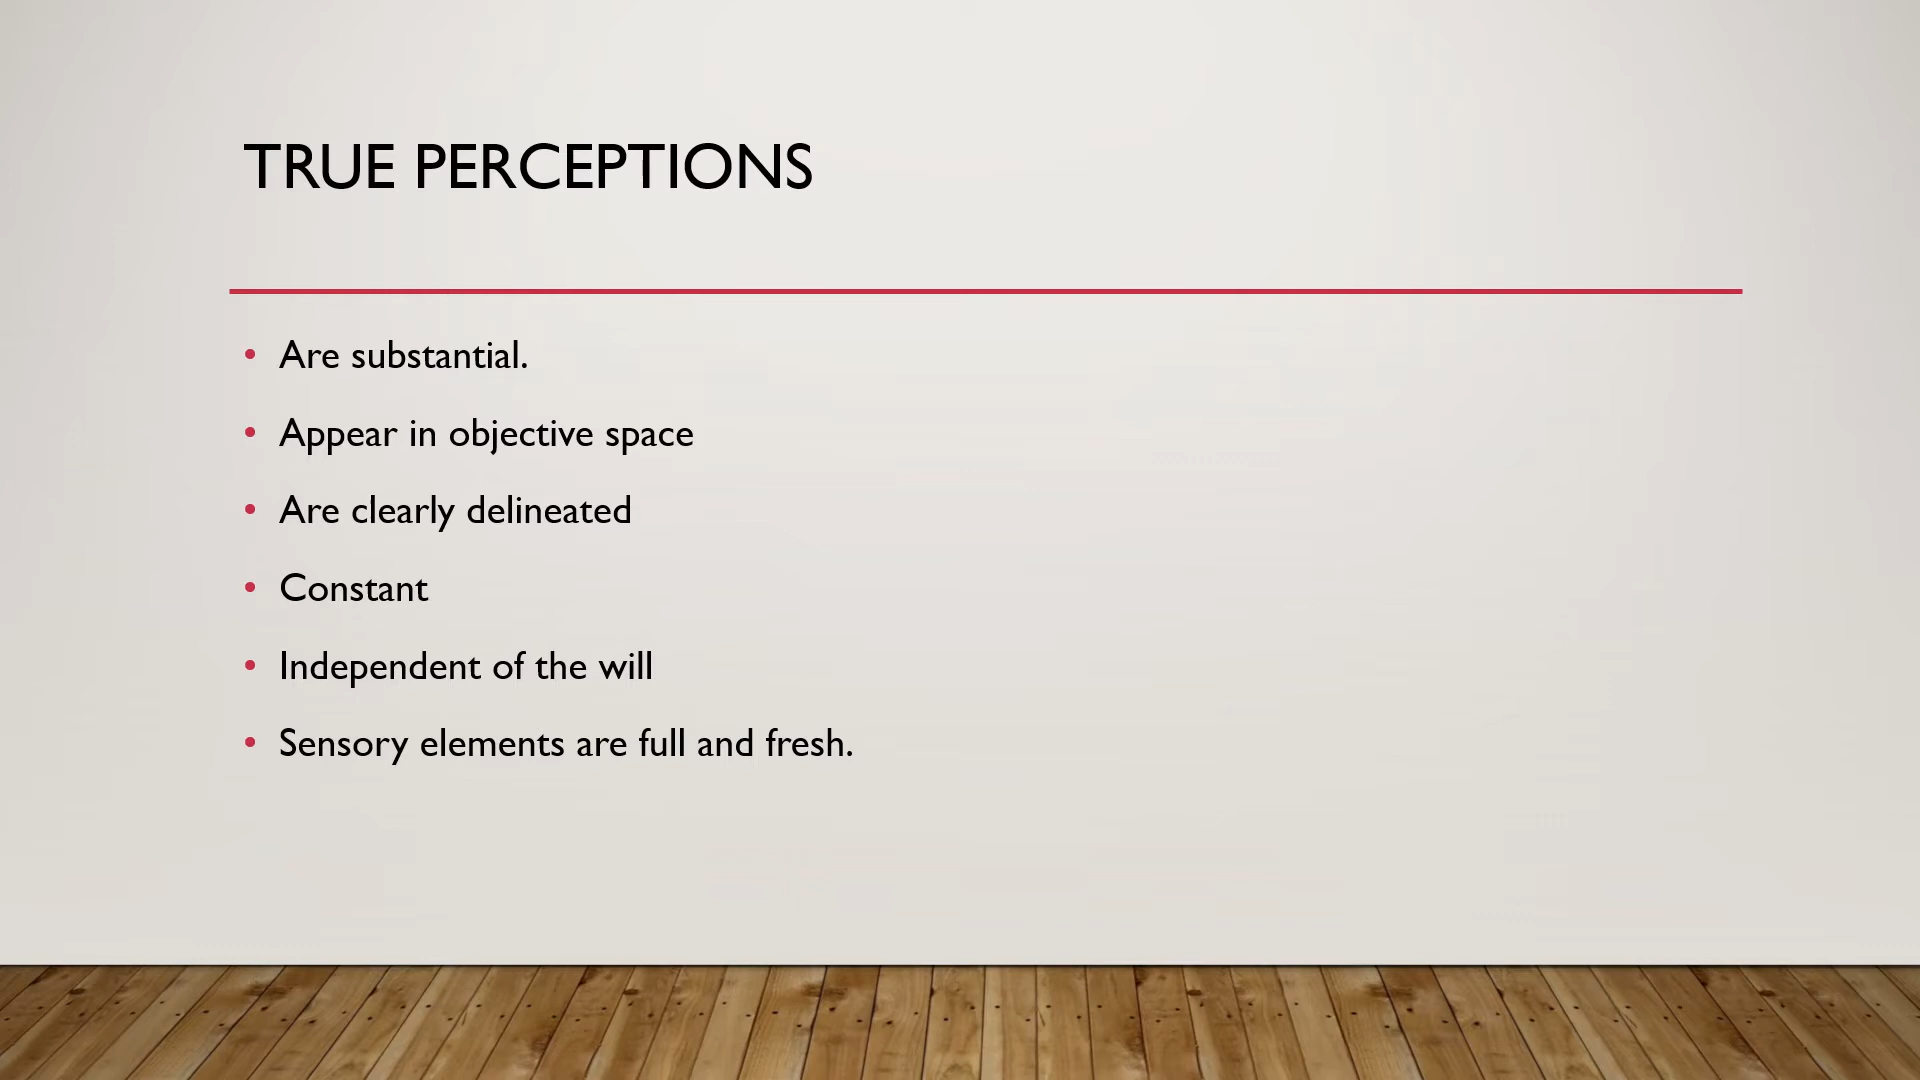 TRUE PERCEPTIONS
• Are substantial.
• Appear in objective space
• Are clearly delineated
• Constant
• Independent of the will
• Sensory elements are full and fresh.